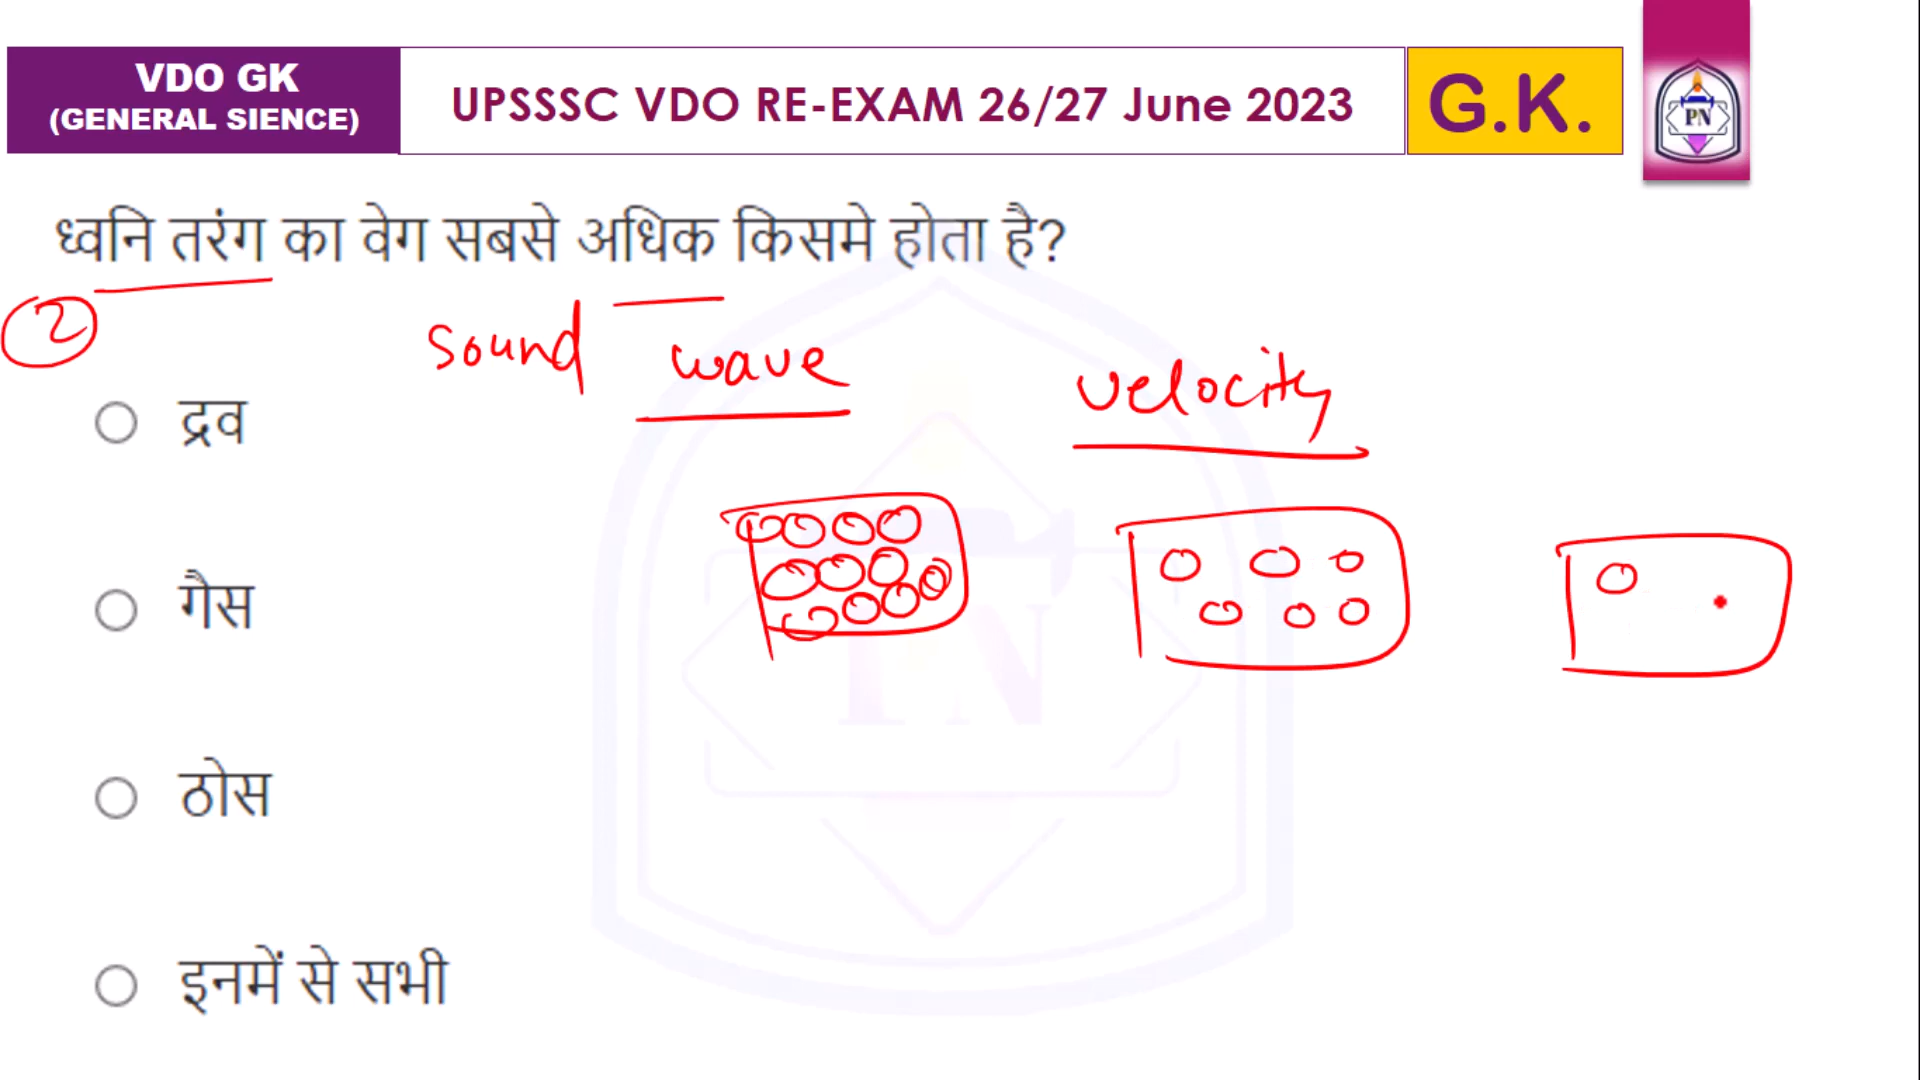 VDO GK
(GENERAL SIENCE)
UPSSSC VDO RE-EXAM 26/27 June 2023
G.K.
PN
ध्वनि तरंग का वेग सबसे अधिक किसमे होता है?
2
sound wave velocity
द्रव
गैस
ठोस
इनमें से सभी
PN